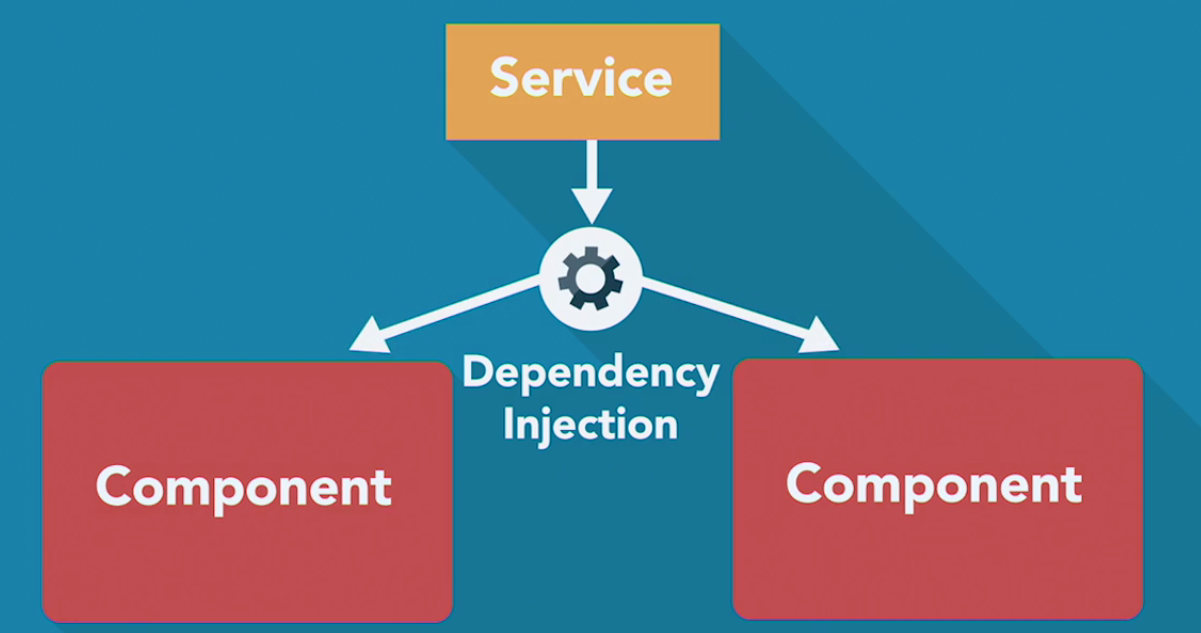 Service
Dependency
Injection
Component
Component